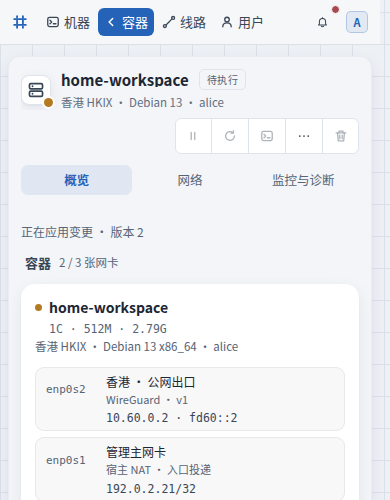 机器 容器 线路 用户 A
home-workspace 待执行
香港 HKIX • Debian 13 • alice
概览 网络 监控与诊断
正在应用变更 • 版本 2
容器 2 / 3 张网卡
home-workspace
1C · 512M · 2.79G
香港 HKIX • Debian 13 x86_64 • alice
enp0s2 香港 • 公网出口
WireGuard • v1
10.60.0.2 · fd60::2
enp0s1 管理主网卡
宿主 NAT • 入口投递
192.0.2.21/32